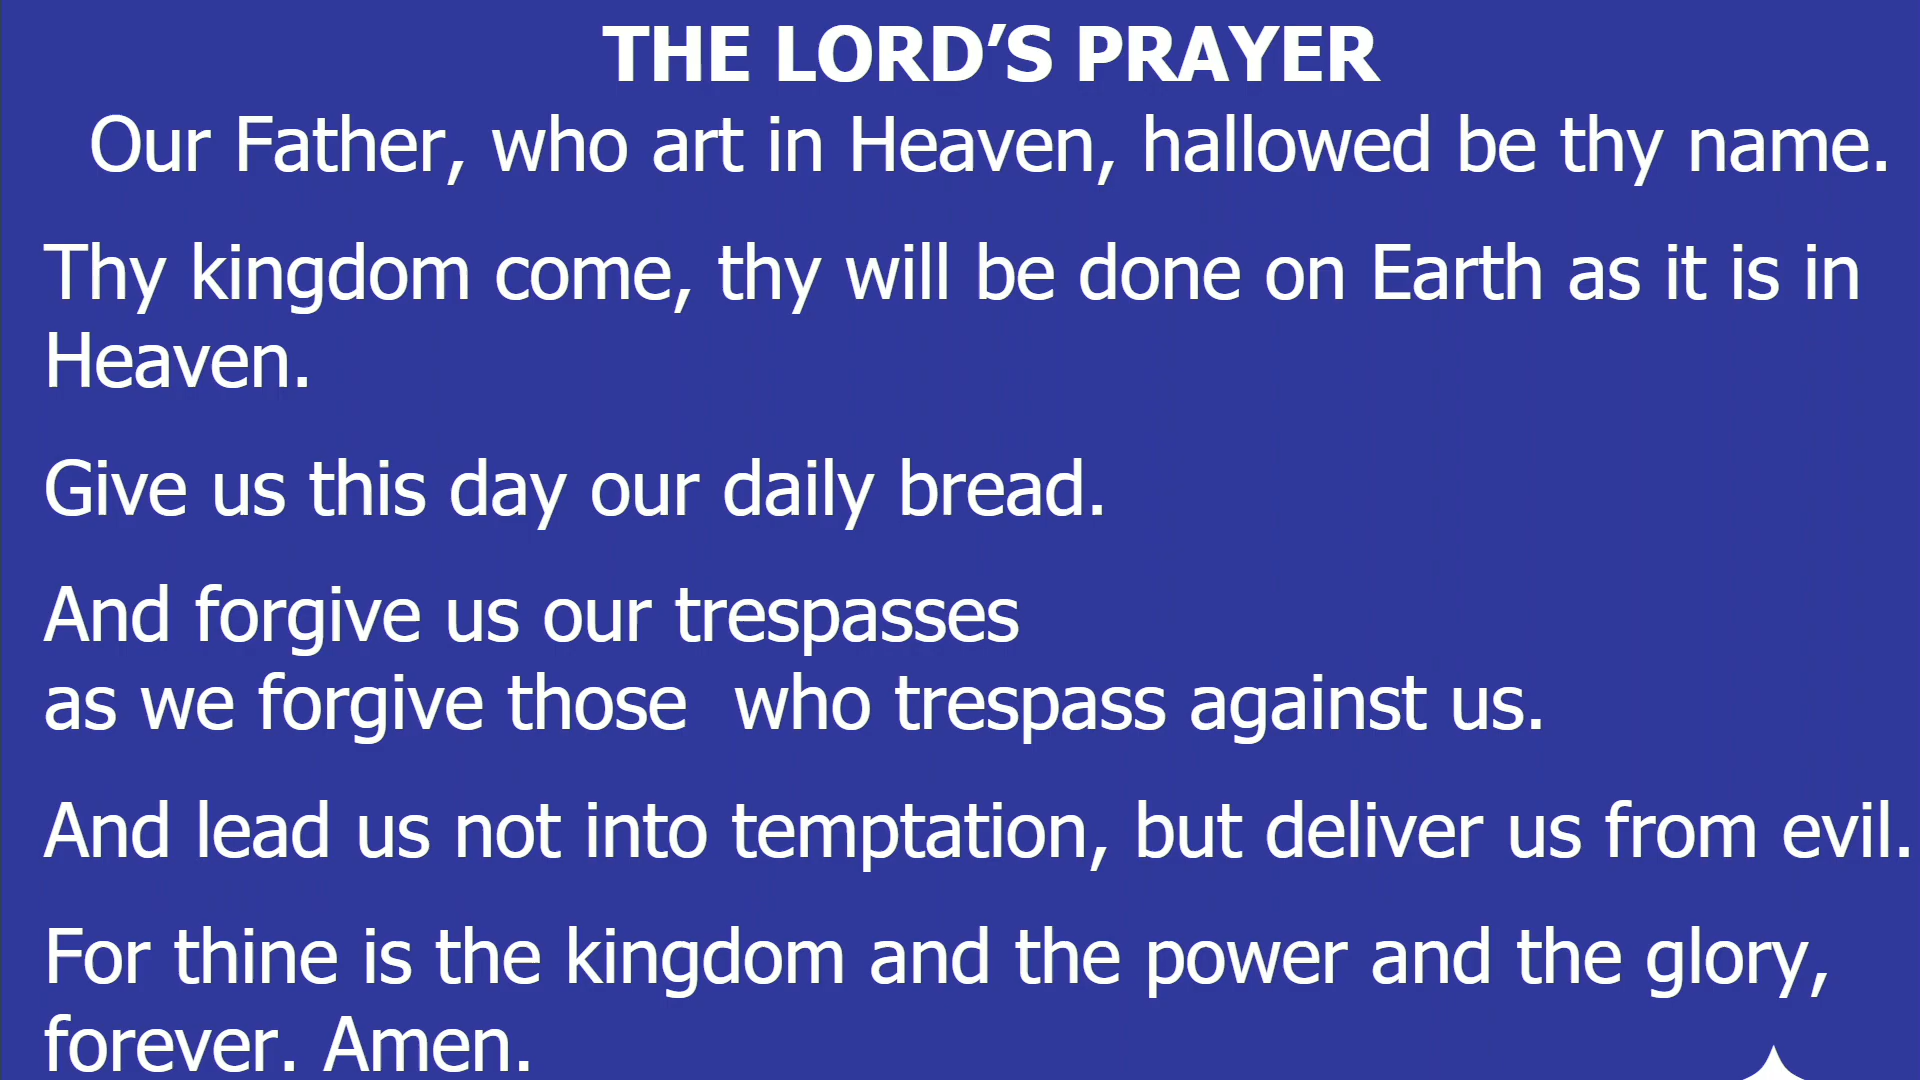 THE LORD’S PRAYER
Our Father, who art in Heaven, hallowed be thy name.
Thy kingdom come, thy will be done on Earth as it is in
Heaven.
Give us this day our daily bread.
And forgive us our trespasses
as we forgive those  who trespass against us.
And lead us not into temptation, but deliver us from evil.
For thine is the kingdom and the power and the glory,
forever. Amen.